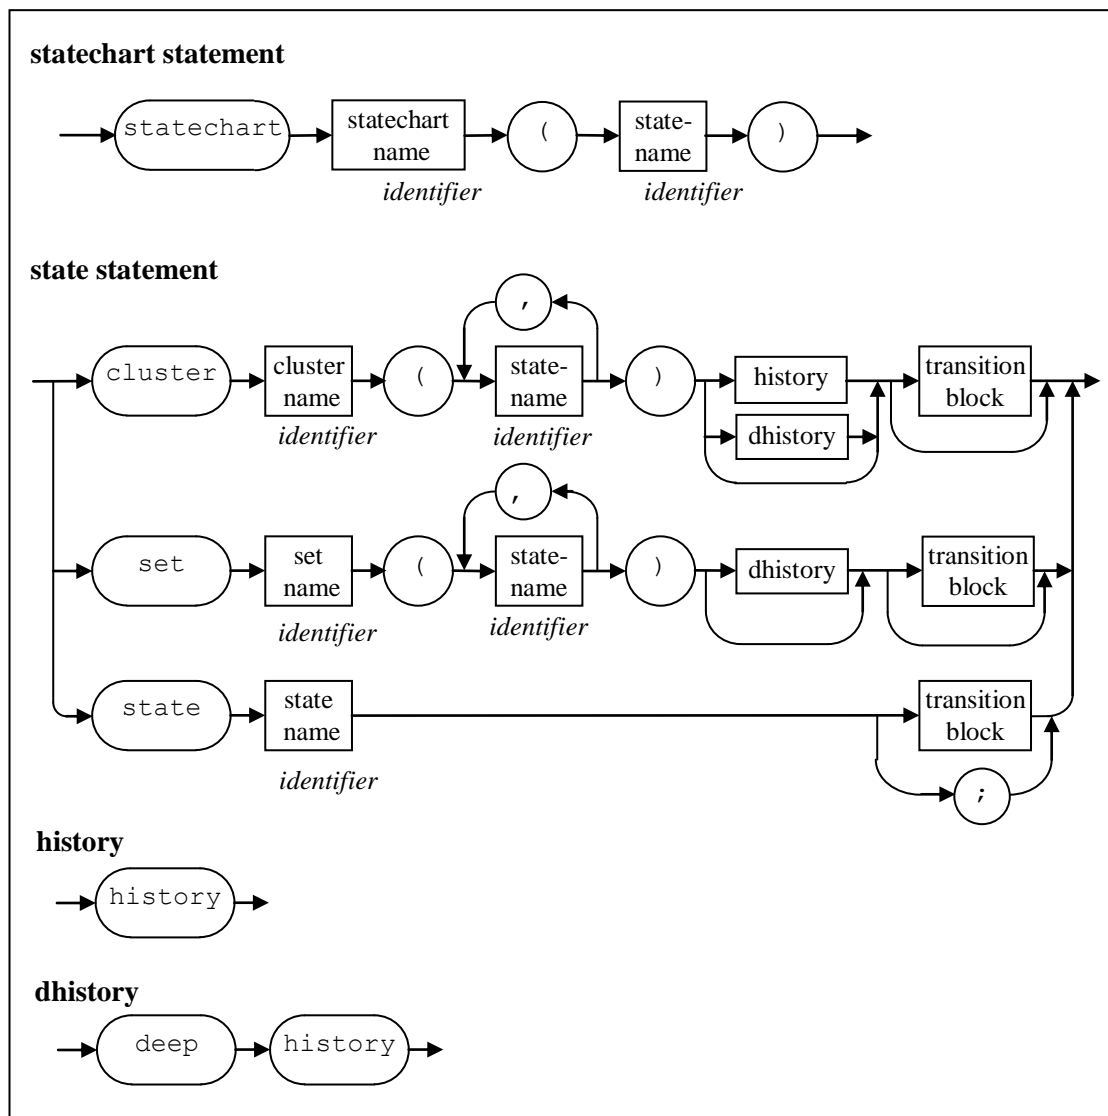 statechart statement
statechart
statechart
name
(
state-
name
)
identifier
identifier
state statement
,
cluster
cluster
name
(
state-
name
)
history
dhistory
transition
block
identifier
identifier
,
set
set
name
(
state-
name
)
dhistory
transition
block
identifier
identifier
state
state
name
transition
block
identifier
;
history
history
dhistory
deep
history